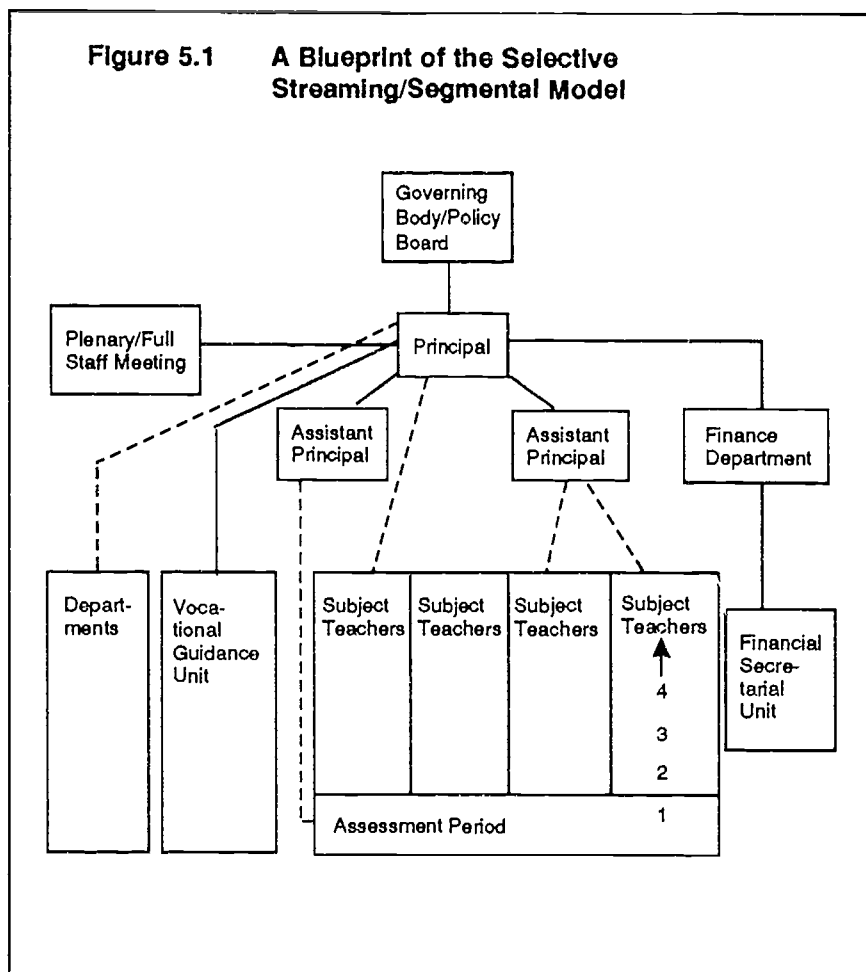 Figure 5.1 A Blueprint of the Selective
Streaming/Segmental Model
Governing
Body/Policy
Board
Plenary/Full
Staff Meeting
Principal
Assistant
Principal
Assistant
Principal
Finance
Department
Depart-
ments
Voca-
tional
Guidance
Unit
Subject
Teachers
Subject
Teachers
Subject
Teachers
Subject
Teachers
4
3
2
1
Assessment Period
Financial
Secre-
tarial
Unit